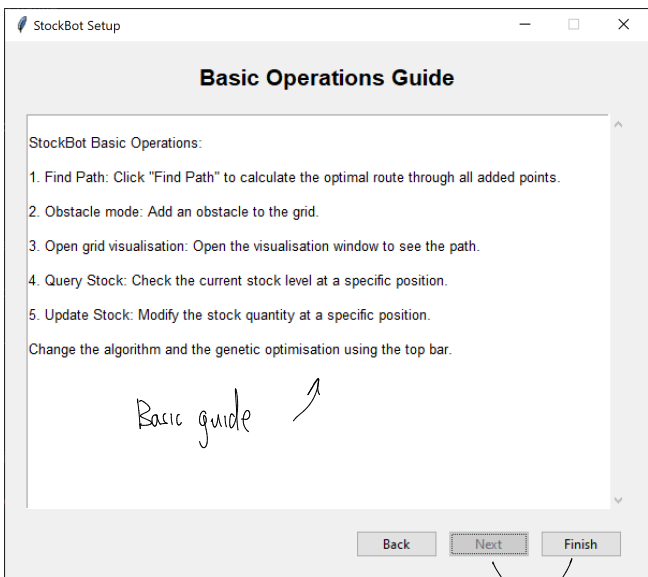 StockBot Setup
Basic Operations Guide
StockBot Basic Operations:
1. Find Path: Click "Find Path" to calculate the optimal route through all added points.
2. Obstacle mode: Add an obstacle to the grid.
3. Open grid visualisation: Open the visualisation window to see the path.
4. Query Stock: Check the current stock level at a specific position.
5. Update Stock: Modify the stock quantity at a specific position.
Change the algorithm and the genetic optimisation using the top bar.
Basic guide
Back Next Finish